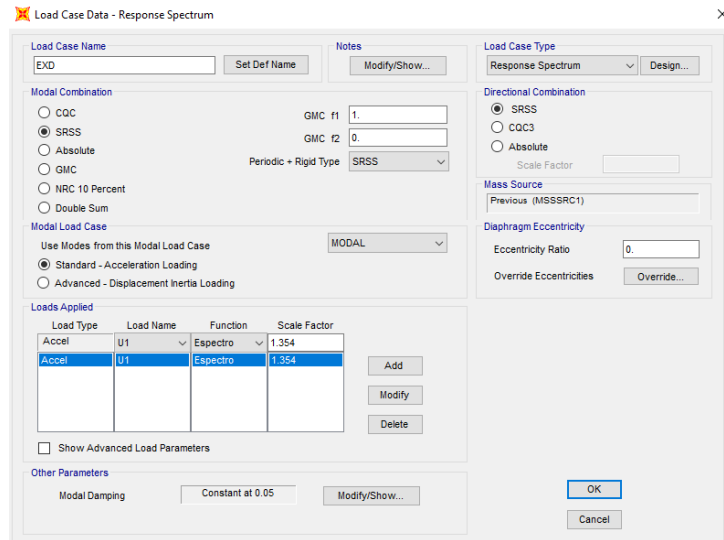 Load Case Data - Response Spectrum
Load Case Name
EXD
Set Def Name
Notes
Modify/Show...
Load Case Type
Response Spectrum
Design...
Modal Combination
CQC
SRSS
Absolute
GMC
NRC 10 Percent
Double Sum
GMC f1
1.
GMC f2
0.
Periodic + Rigid Type
SRSS
Directional Combination
SRSS
CQC3
Absolute
Scale Factor
Mass Source
Previous (MSSSRC1)
Modal Load Case
Use Modes from this Modal Load Case
MODAL
Standard - Acceleration Loading
Advanced - Displacement Inertia Loading
Diaphragm Eccentricity
Eccentricity Ratio
0.
Override Eccentricities
Override...
Loads Applied
Load Type Load Name Function Scale Factor
Accel U1 Espectro 1.354
Accel U1 Espectro 1.354
Add
Modify
Delete
Show Advanced Load Parameters
Other Parameters
Modal Damping
Constant at 0.05
Modify/Show...
OK
Cancel